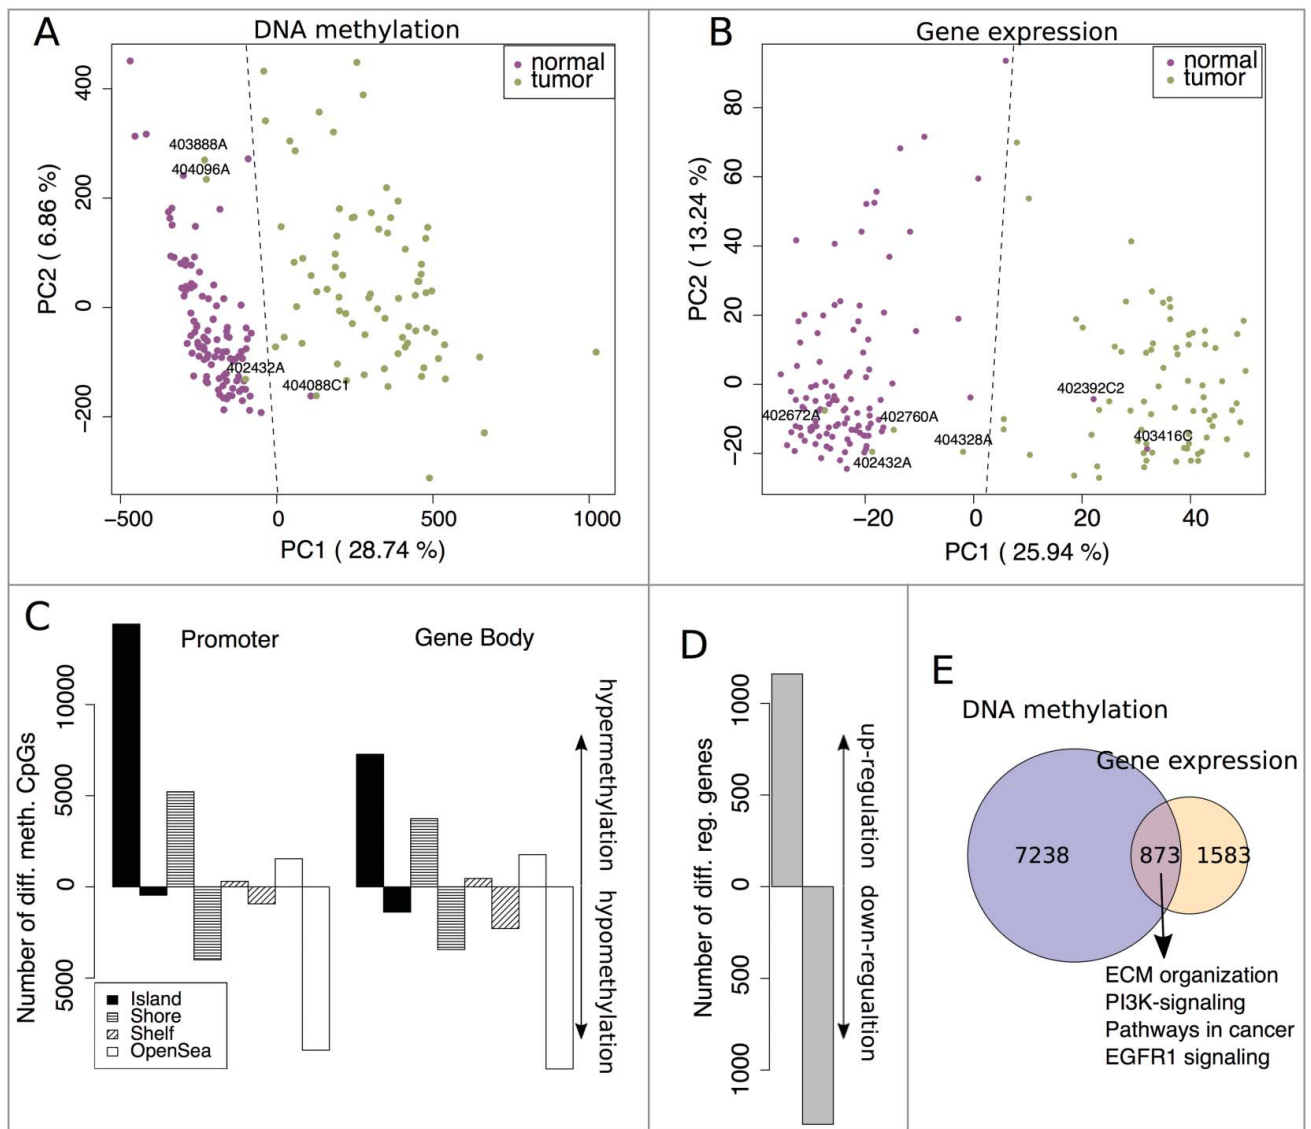 A
DNA methylation
normal
tumor
403888A
404096A
402432A
404088C1
400
200
0
−200
PC2 ( 6.86 %)
−500
0
500
1000
PC1 ( 28.74 %)
B
Gene expression
normal
tumor
402672A
402760A
402432A
404328A
402392C2
403416C
80
60
40
20
0
−20
PC2 ( 13.24 %)
−20
0
20
40
PC1 ( 25.94 %)
C
Promoter
Gene Body
Number of diff. meth. CpGs
10000
5000
0
5000
hypermethylation
hypomethylation
Island
Shore
Shelf
OpenSea
D
Number of diff. reg. genes
1000
500
0
500
1000
up-regulation
down-regualtion
E
DNA methylation
Gene expression
7238
873
1583
ECM organization
PI3K-signaling
Pathways in cancer
EGFR1 signaling